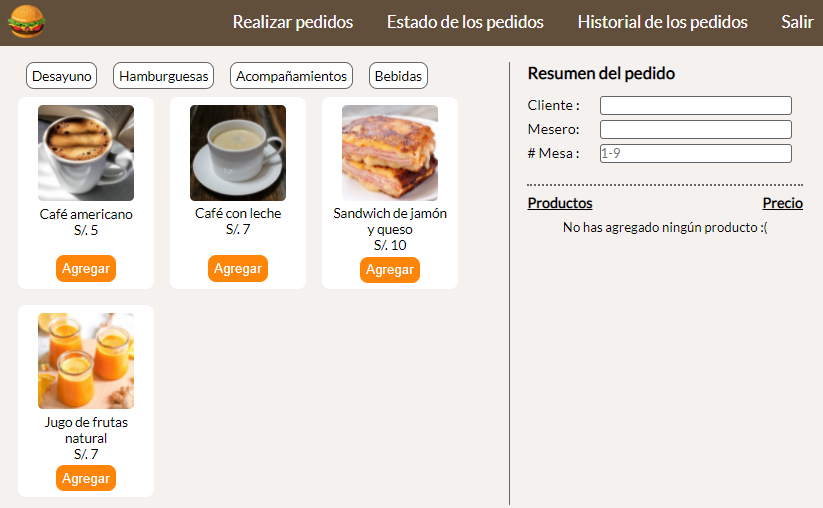 Realizar pedidos Estado de los pedidos Historial de los pedidos Salir
Desayuno Hamburguesas Acompañamientos Bebidas
Café americano
S/. 5
Agregar
Café con leche
S/. 7
Agregar
Sandwich de jamón
y queso
S/. 10
Agregar
Jugo de frutas
natural
S/. 7
Agregar
Resumen del pedido
Cliente :
Mesero:
# Mesa : 1-9
Productos Precio
No has agregado ningún producto :(